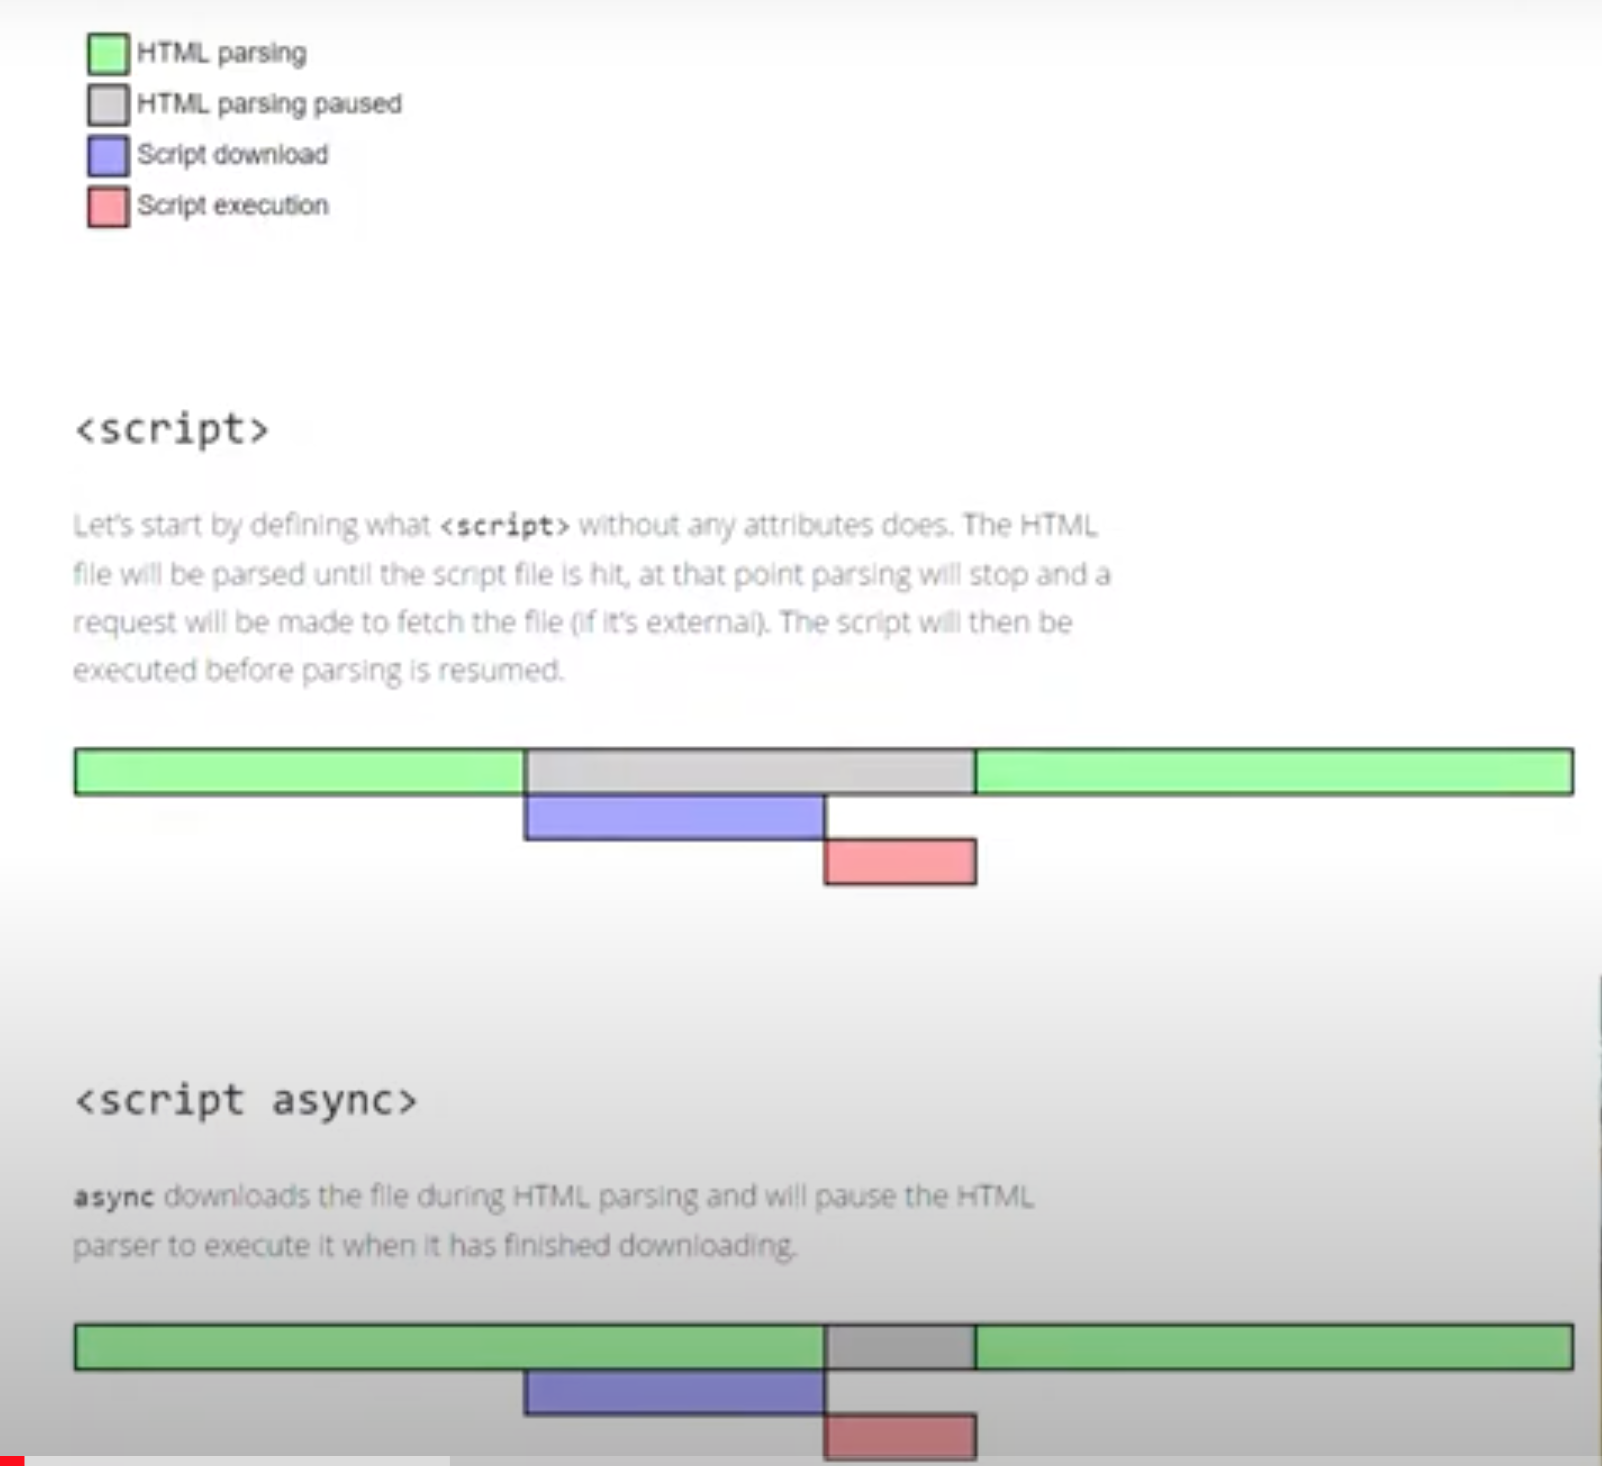 HTML parsing
HTML parsing paused
Script download
Script execution
<script>
Let's start by defining what <script> without any attributes does. The HTML
file will be parsed until the script file is hit, at that point parsing will stop and a
request will be made to fetch the file (if it's external). The script will then be
executed before parsing is resumed.
<script async>
async downloads the file during HTML parsing and will pause the HTML
parser to execute it when it has finished downloading.